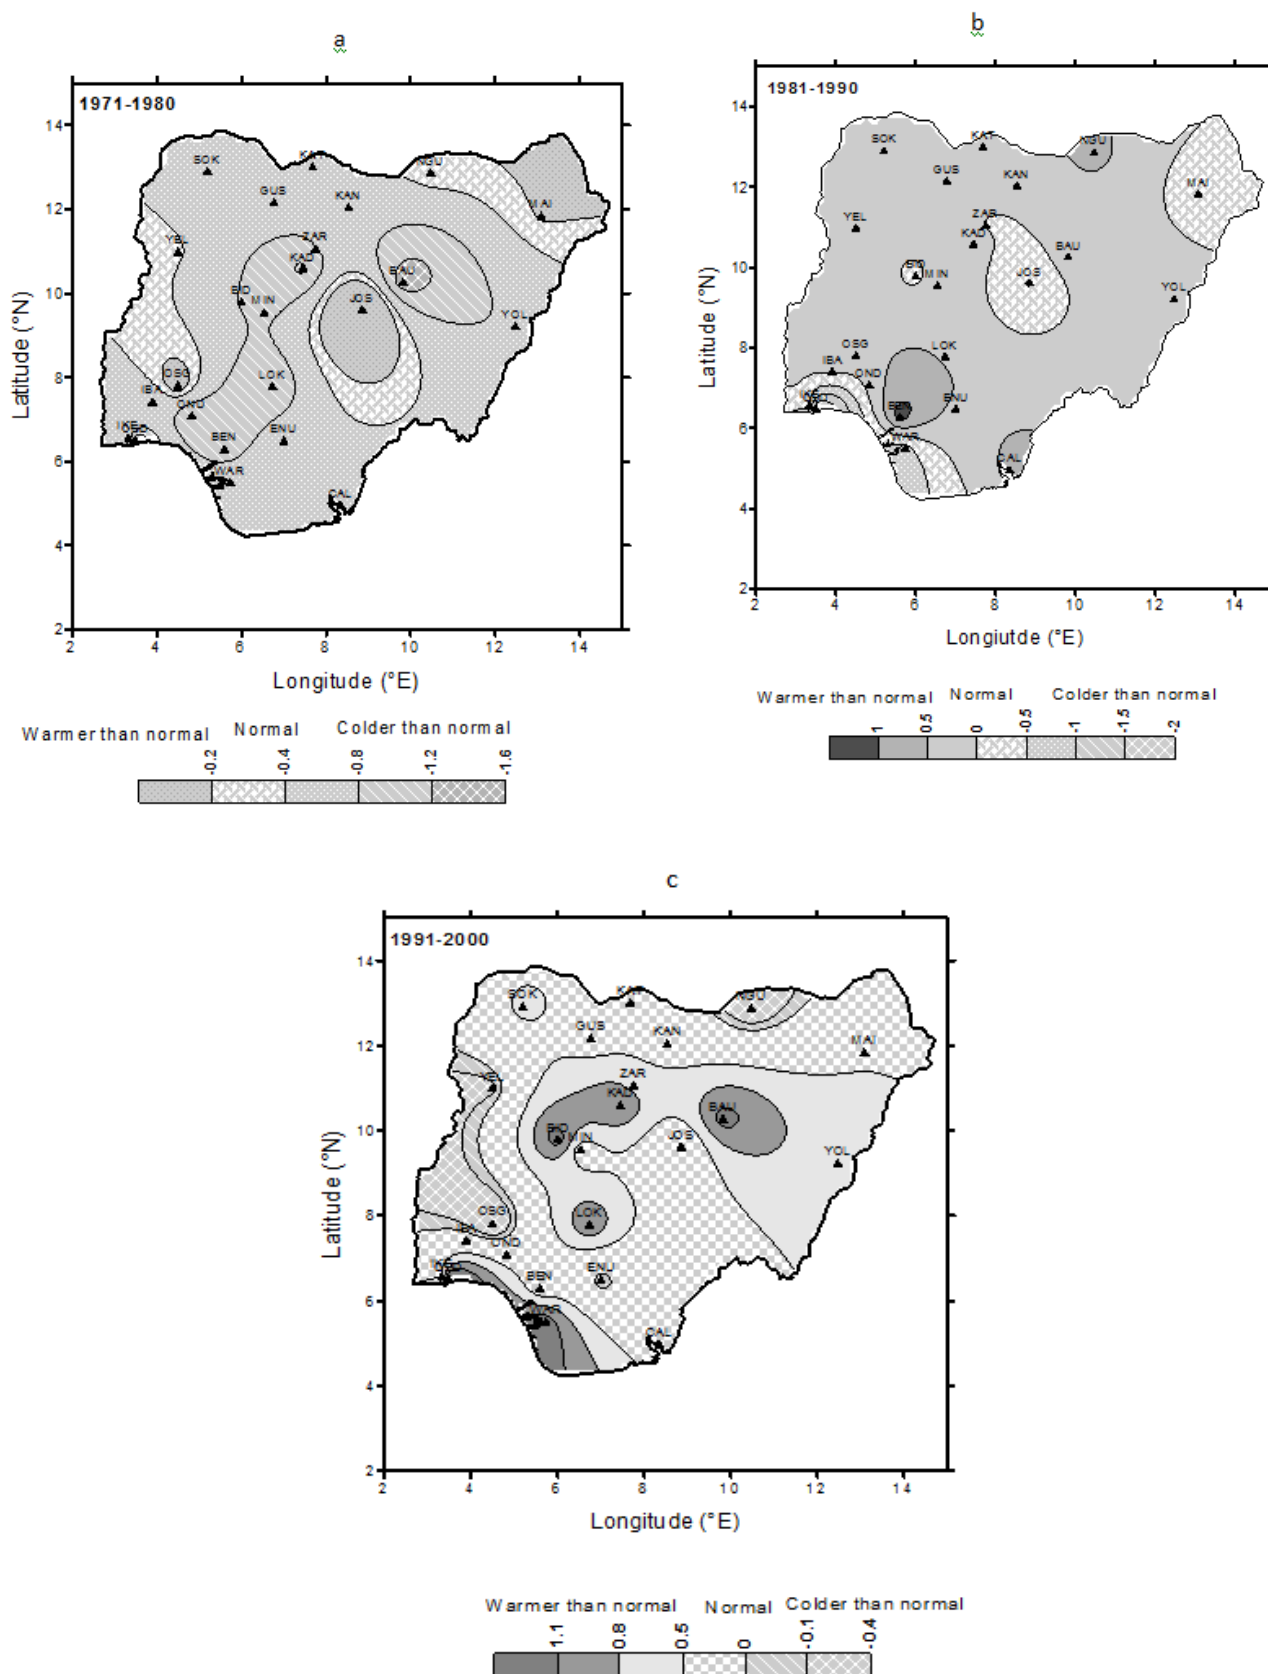 a
1971-1980
14
12
10
8
6
4
2
Latitude (°N)
SOK
KAT
NGU
GUS
KAN
MAI
YEL
ZAR
KAD
BAU
BID
MIN
JOS
YOL
OSG
LOK
IBA
OND
IKE
BEN
ENU
WAR
CAL
2 4 6 8 10 12 14
Longitude (°E)
Warmer than normal Normal Colder than normal
-0.2 -0.4 -0.8 -1.2 -1.6
b
1981-1990
14
12
10
8
6
4
2
Latitude (°N)
SOK
KAT
NGU
GUS
KAN
MAI
YEL
ZAR
KAD
BAU
BID
MIN
JOS
YOL
OSG
LOK
IBA
OND
IKE
BEN
ENU
WAR
CAL
2 4 6 8 10 12 14
Longiutde (°E)
Warmer than normal Normal Colder than normal
1 0.5 0 -0.5 -1 -1.5 -2
c
1991-2000
14
12
10
8
6
4
2
Latitude (°N)
SOK
KAT
NGU
GUS
KAN
MAI
YEL
ZAR
KAD
BAU
BID
MIN
JOS
YOL
OSG
LOK
IBA
OND
IKE
BEN
ENU
WAR
CAL
2 4 6 8 10 12 14
Longitude (°E)
Warmer than normal Normal Colder than normal
1.1 0.8 0.5 0 -0.1 -0.4